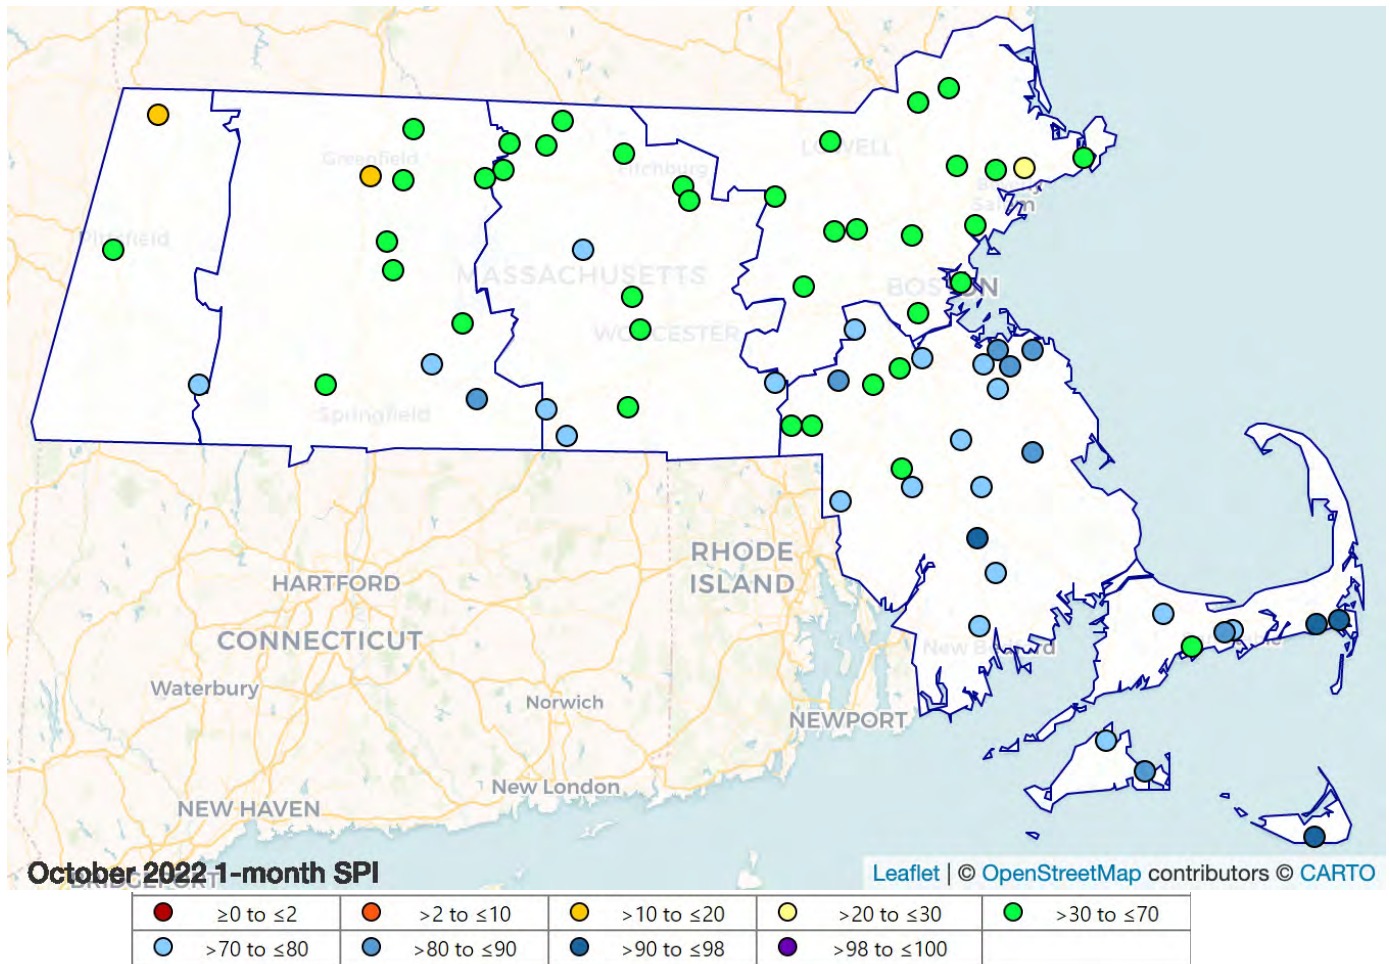 Greenfield
Fitchburg
LOWELL
Salem
Pittsfield
MASSACHUSETTS
BOSTON
WORCESTER
Springfield
RHODE
ISLAND
HARTFORD
CONNECTICUT
New Bedford
Waterbury
Norwich
NEWPORT
New London
NEW HAVEN
BRIDGEPORT
October 2022 1-month SPI
Leaflet | © OpenStreetMap contributors © CARTO
≥0 to ≤2 >2 to ≤10 >10 to ≤20 >20 to ≤30 >30 to ≤70
>70 to ≤80 >80 to ≤90 >90 to ≤98 >98 to ≤100